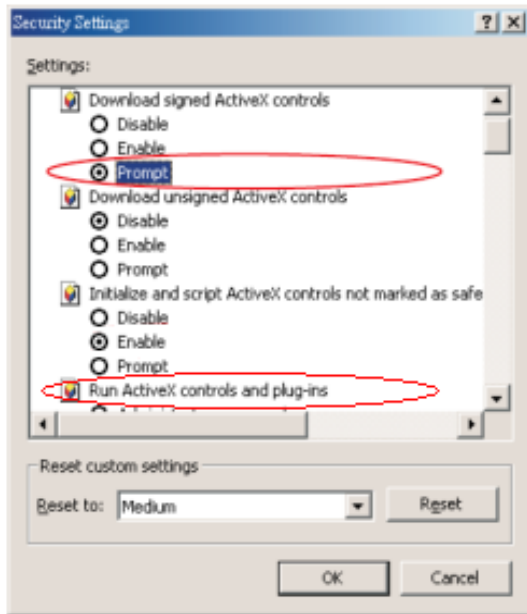 Security Settings
Settings:
Download signed ActiveX controls
Disable
Enable
Prompt
Download unsigned ActiveX controls
Disable
Enable
Prompt
Initialize and script ActiveX controls not marked as safe
Disable
Enable
Prompt
Run ActiveX controls and plug-ins
Reset custom settings
Reset to: Medium Reset
OK Cancel